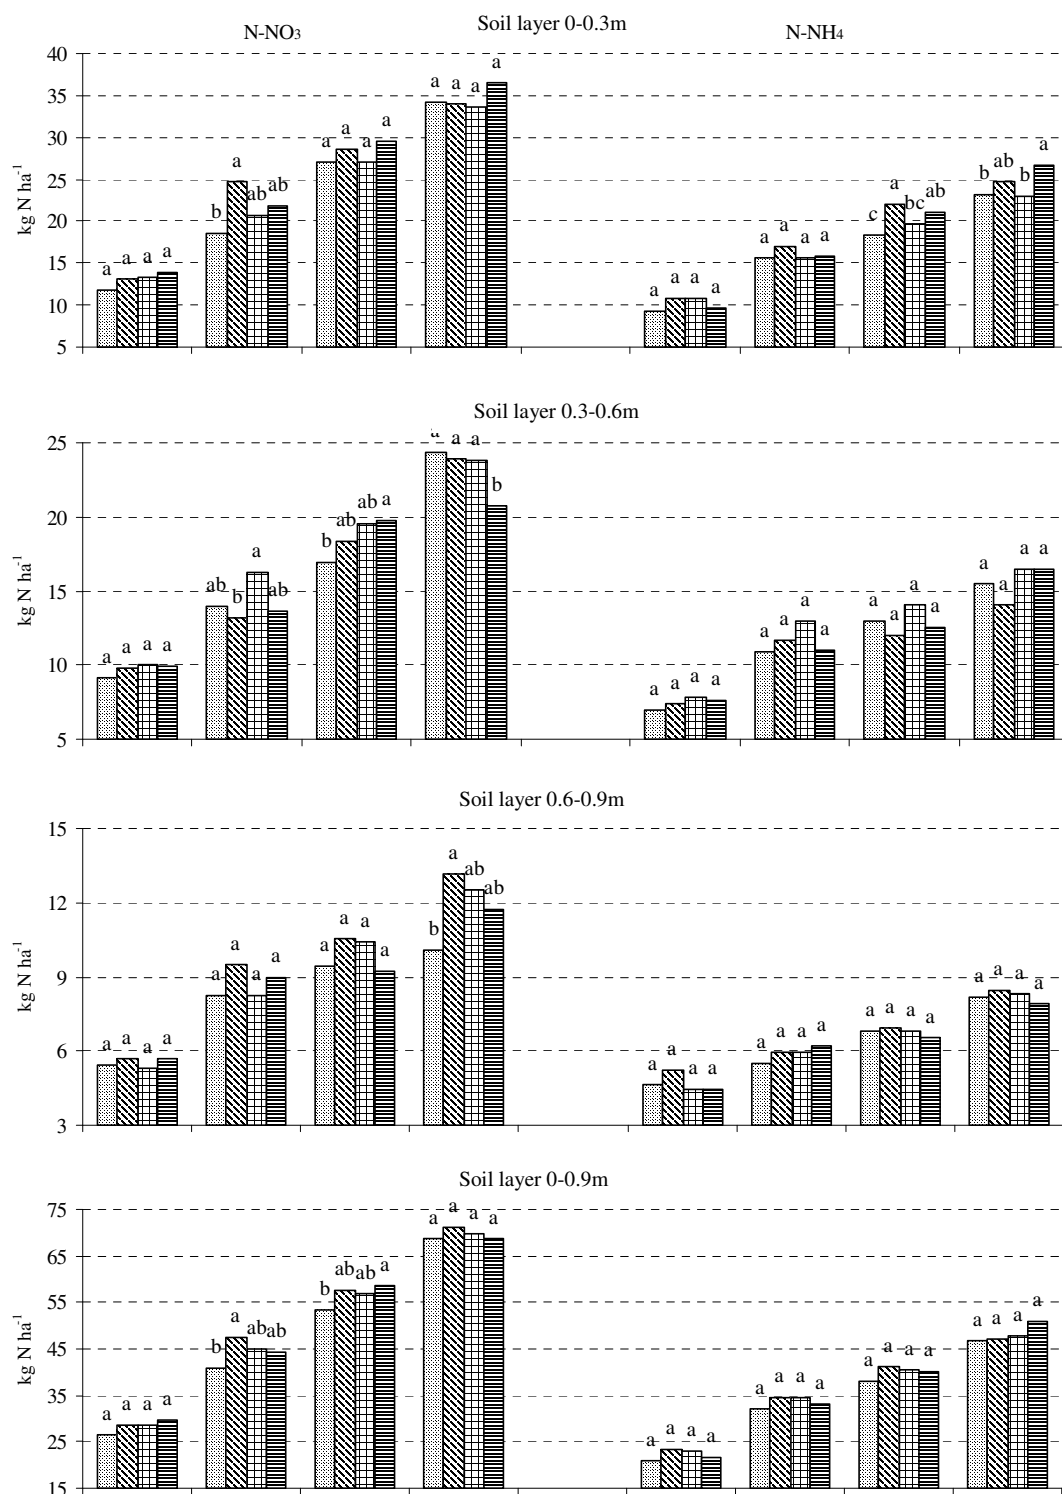 Soil layer 0-0.3m
N-NO3 N-NH4
40
35
30
25
20
15
10
5
kg N ha-1
a a a a b a ab ab a a a a a a a a a a a a a a a a c a bc ab b ab b a
Soil layer 0.3-0.6m
25
20
15
10
5
kg N ha-1
a a a a ab b a ab b ab ab a a a b a a a a a a a a a a a a a a a a
Soil layer 0.6-0.9m
15
12
9
6
3
kg N ha-1
a a a a a a a a a a a a b a ab ab a a a a a a a a a a a a a a a a
Soil layer 0-0.9m
75
65
55
45
35
25
15
kg N ha-1
a a a a b a ab ab b ab ab a a a a a a a a a a a a a a a a a a a a a